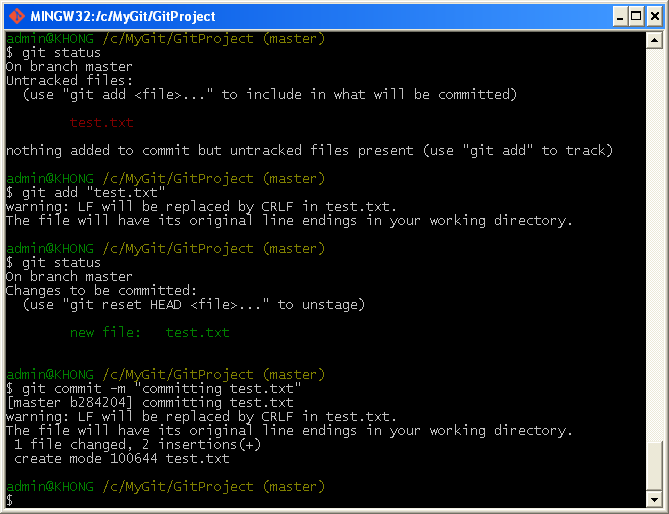 MINGW32:/c/MyGit/GitProject
admin@KHONG /c/MyGit/GitProject (master)
$ git status
On branch master
Untracked files:
  (use "git add <file>..." to include in what will be committed)
        test.txt
nothing added to commit but untracked files present (use "git add" to track)
admin@KHONG /c/MyGit/GitProject (master)
$ git add "test.txt"
warning: LF will be replaced by CRLF in test.txt.
The file will have its original line endings in your working directory.
admin@KHONG /c/MyGit/GitProject (master)
$ git status
On branch master
Changes to be committed:
  (use "git reset HEAD <file>..." to unstage)
        new file:   test.txt
admin@KHONG /c/MyGit/GitProject (master)
$ git commit -m "committing test.txt"
[master b284204] committing test.txt
warning: LF will be replaced by CRLF in test.txt.
The file will have its original line endings in your working directory.
 1 file changed, 2 insertions(+)
 create mode 100644 test.txt
admin@KHONG /c/MyGit/GitProject (master)
$